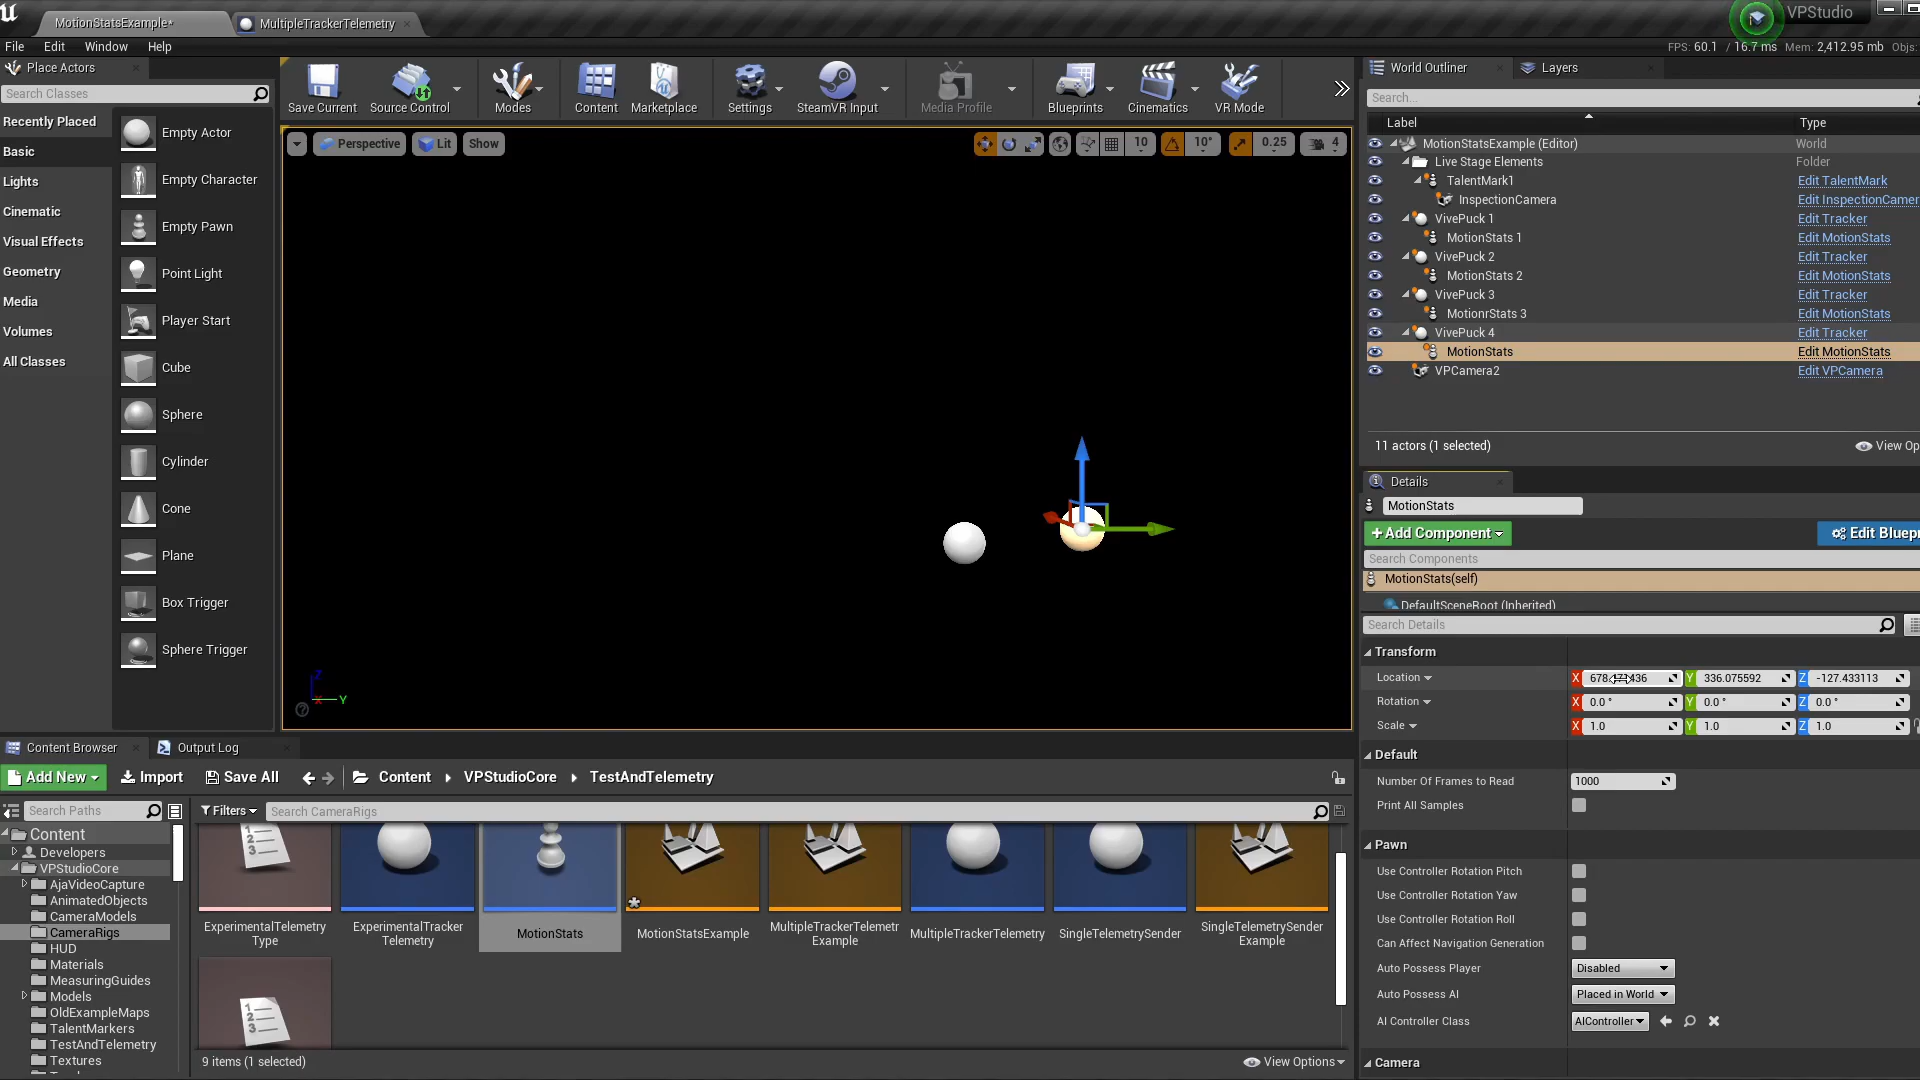 MotionStatsExample*
MultipleTrackerTelemetry
VPStudio
File
Edit
Window
Help
FPS: 60.1 / 16.7 ms Mem: 2,412.95 mb Objs:
Place Actors
Search Classes
Recently Placed
Basic
Lights
Cinematic
Visual Effects
Geometry
Media
Volumes
All Classes
Empty Actor
Empty Character
Empty Pawn
Point Light
Player Start
Cube
Sphere
Cylinder
Cone
Plane
Box Trigger
Sphere Trigger
Save Current
Source Control
Modes
Content
Marketplace
Settings
SteamVR Input
Media Profile
Blueprints
Cinematics
VR Mode
Perspective
Lit
Show
10
10°
0.25
4
Z
X
Y
World Outliner
Layers
Search...
Label
Type
MotionStatsExample (Editor)
World
Live Stage Elements
Folder
TalentMark1
Edit TalentMark
InspectionCamera
Edit InspectionCamer
VivePuck 1
Edit Tracker
MotionStats 1
Edit MotionStats
VivePuck 2
Edit Tracker
MotionStats 2
Edit MotionStats
VivePuck 3
Edit Tracker
MotionrStats 3
Edit MotionStats
VivePuck 4
Edit Tracker
MotionStats
Edit MotionStats
VPCamera2
Edit VPCamera
11 actors (1 selected)
View Op
Details
MotionStats
+Add Component
Edit Bluepr
Search Components
MotionStats(self)
DefaultSceneRoot (Inherited)
Search Details
Transform
Location
X
Y 336.075592
Z -127.433113
Rotation
X 0.0 °
Y 0.0 °
Z 0.0 °
Scale
X 1.0
Y 1.0
Z 1.0
Default
Number Of Frames to Read
1000
Print All Samples
Pawn
Use Controller Rotation Pitch
Use Controller Rotation Yaw
Use Controller Rotation Roll
Can Affect Navigation Generation
Auto Possess Player
Disabled
Auto Possess AI
Placed in World
AI Controller Class
AIController
Camera
Content Browser
Output Log
Add New
Import
Save All
Content
VPStudioCore
TestAndTelemetry
Search Paths
Filters
Search CameraRigs
Content
Developers
VPStudioCore
AjaVideoCapture
AnimatedObjects
CameraModels
CameraRigs
HUD
Materials
MeasuringGuides
Models
OldExampleMaps
TalentMarkers
TestAndTelemetry
Textures
ExperimentalTelemetry
Type
ExperimentalTracker
Telemetry
MotionStats
MotionStatsExample
MultipleTrackerTelemetr
Example
MultipleTrackerTelemetry
SingleTelemetrySender
SingleTelemetrySender
Example
9 items (1 selected)
View Options